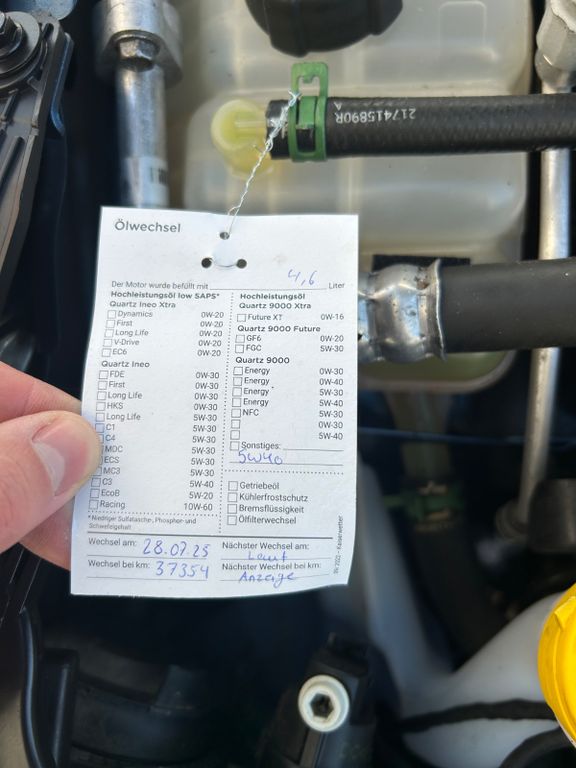 217415890R
A
Ölwechsel
Der Motor wurde befüllt mit 4,6 Liter
Hochleistungsöl low SAPS*
Quartz Ineo Xtra
Dynamics 0W-20
First 0W-20
Long Life 0W-20
V-Drive 0W-20
EC6 0W-20
Quartz Ineo
FDE 0W-30
First 0W-30
Long Life 0W-30
HKS 5W-30
Long Life 5W-30
C1 5W-30
C4 5W-30
MDC 5W-30
ECS 5W-30
MC3 5W-30
C3 5W-40
EcoB 5W-20
Racing 10W-60
*Niedriger Sulfatasche-, Phosphor- und
Schwefelgehalt
Hochleistungsöl
Quartz 9000 Xtra
Future XT 0W-16
Quartz 9000 Future
GF6 0W-20
FGC 5W-30
Quartz 9000
Energy 0W-30
Energy 0W-40
Energy 5W-30
Energy 5W-40
NFC 5W-30
0W-30
5W-40
Sonstiges:
5W40
Getriebeöl
Kühlerfrostschutz
Bremsflüssigkeit
Ölfilterwechsel
Wechsel am: 28.07.25
Wechsel bei km: 37354
Nächster Wechsel am:
Laut
Nächster Wechsel bei km:
Anzeige